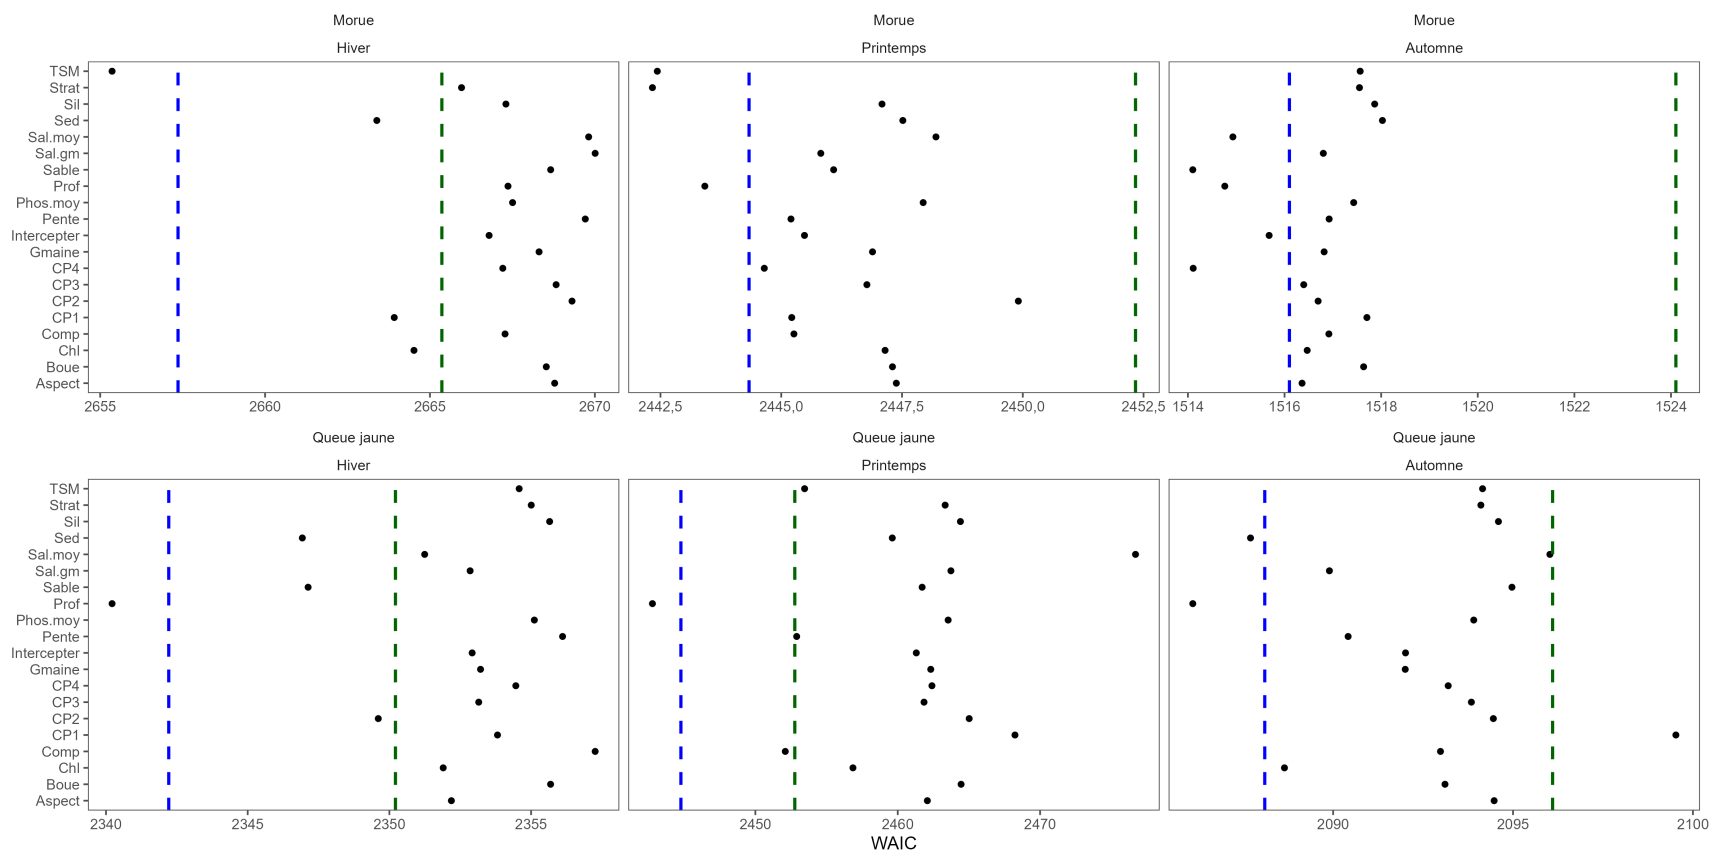 Morue Morue Morue
Hiver Printemps Automne
TSM
Strat
Sil
Sed
Sal.moy
Sal.gm
Sable
Prof
Phos.moy
Pente
Intercepter
Gmaine
CP4
CP3
CP2
CP1
Comp
Chl
Boue
Aspect
2655 2660 2665 2670 2442,5 2445,0 2447,5 2450,0 2452,5 1514 1516 1518 1520 1522 1524
Queue jaune Queue jaune Queue jaune
Hiver Printemps Automne
TSM
Strat
Sil
Sed
Sal.moy
Sal.gm
Sable
Prof
Phos.moy
Pente
Intercepter
Gmaine
CP4
CP3
CP2
CP1
Comp
Chl
Boue
Aspect
2340 2345 2350 2355 2450 2460 2470 2090 2095 2100
WAIC